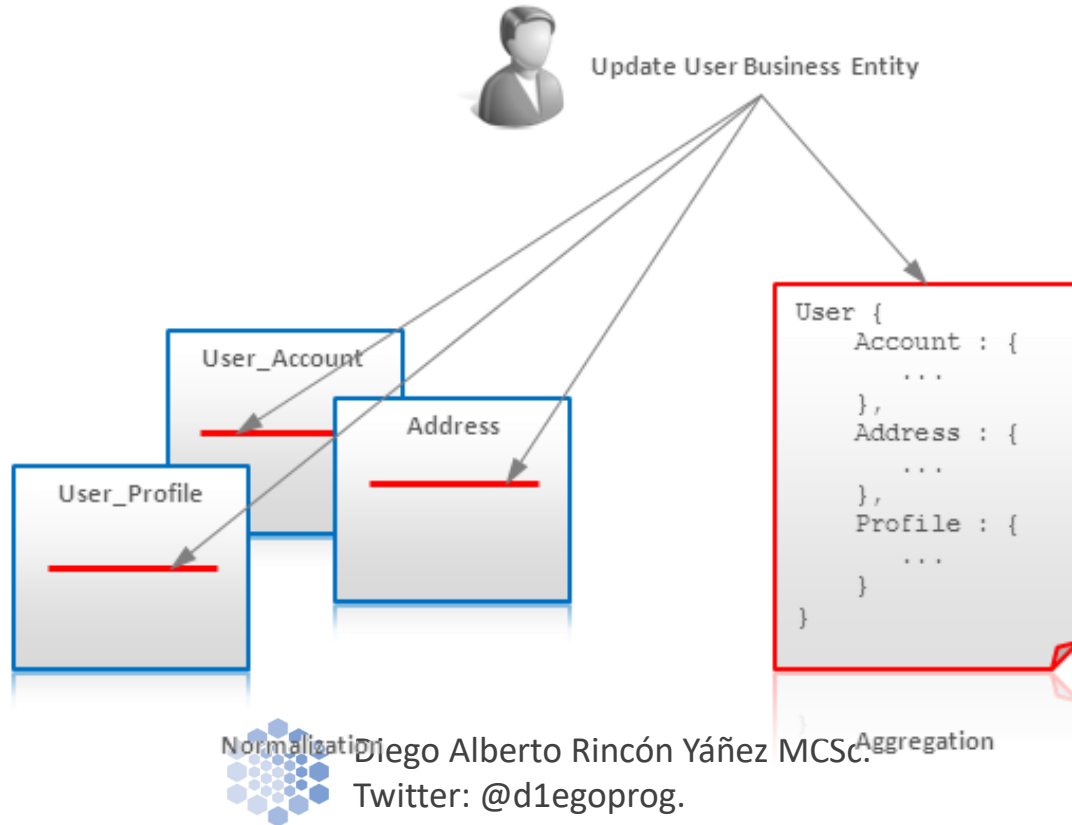 Update User Business Entity
User_Account
Address
User_Profile
User {
Account : {
...
},
Address : {
...
},
Profile : {
...
}
}
Normalization
Aggregation
Diego Alberto Rincón Yáñez MCSc.
Twitter: @d1egoprog.